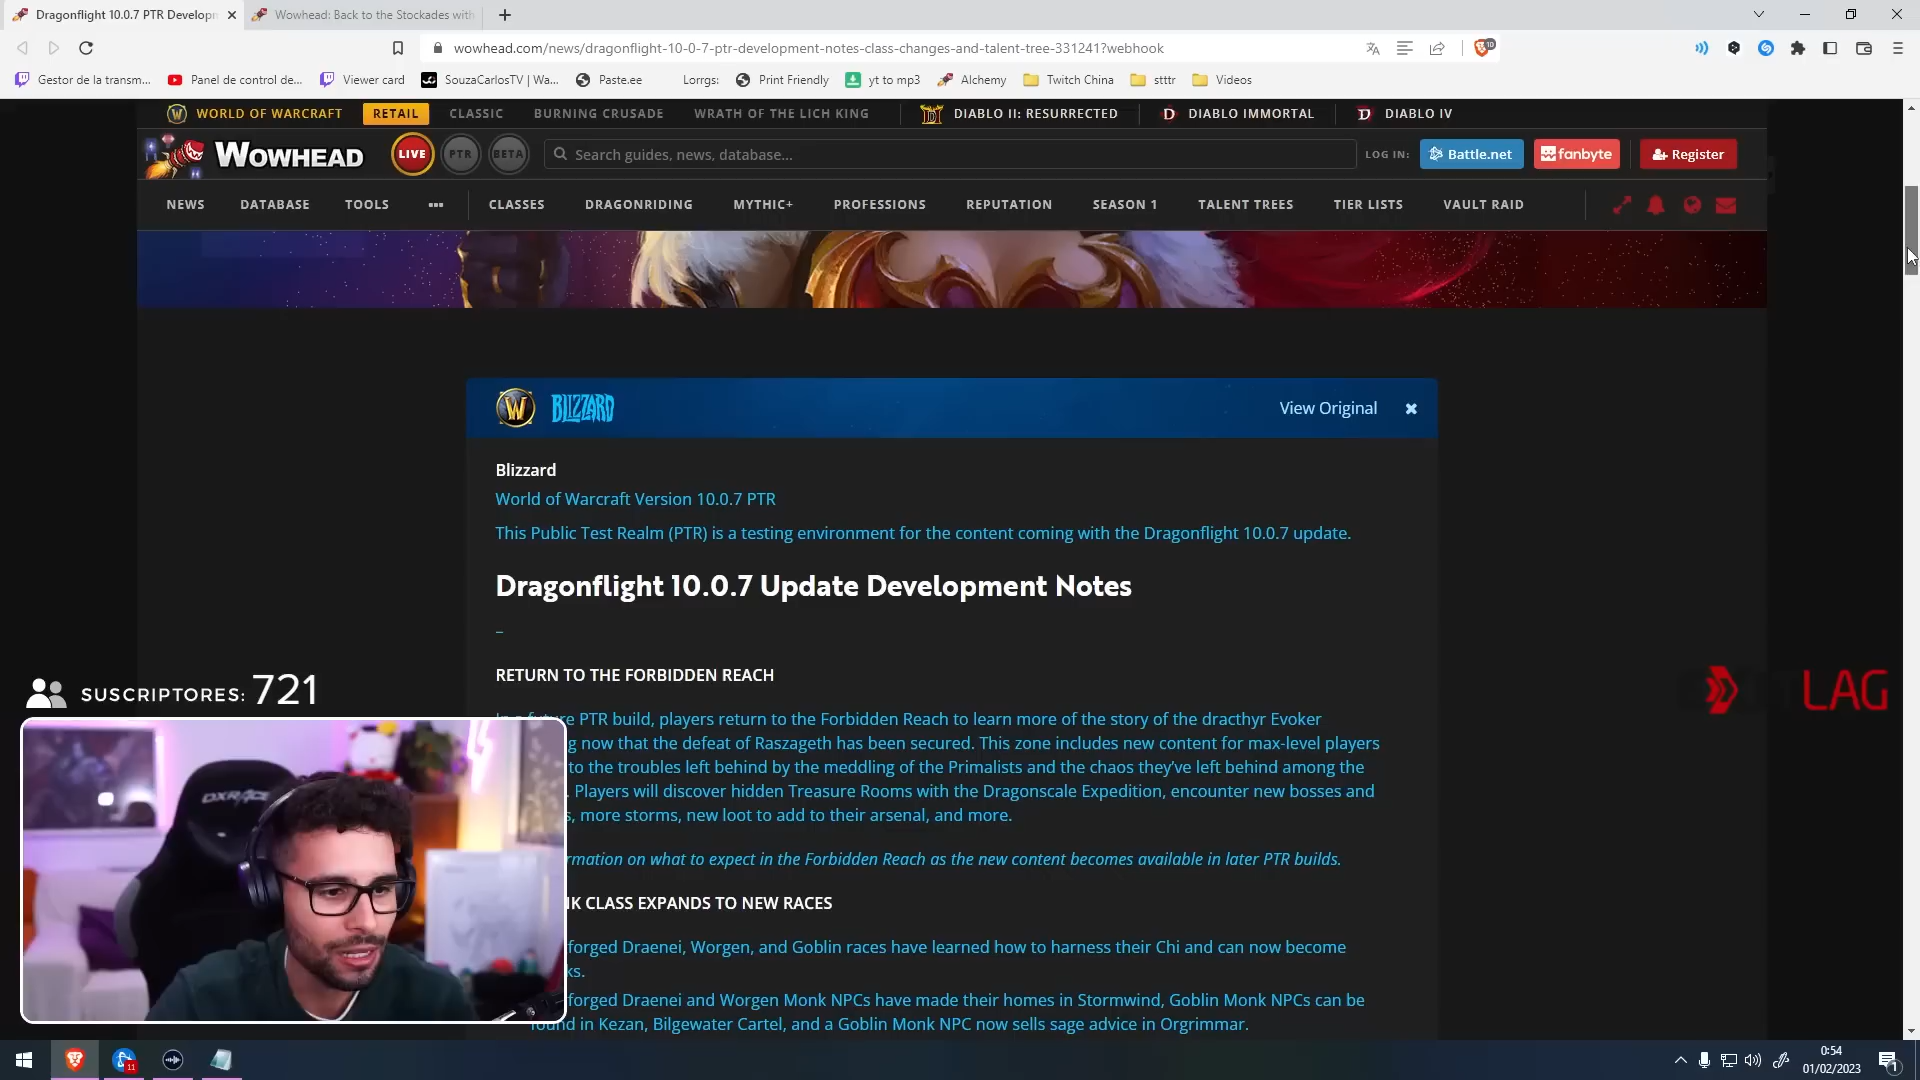 Dragonflight 10.0.7 PTR Develop
Wowhead: Back to the Stockades with
wowhead.com/news/dragonflight-10-0-7-ptr-development-notes-class-changes-and-talent-tree-331241?webhook
10
Gestor de la transm...
Panel de control de...
Viewer card
SouzaCarlosTV | Wa...
Paste.ee
Lorrgs:
Print Friendly
yt to mp3
Alchemy
Twitch China
stttr
Videos
WORLD OF WARCRAFT
RETAIL
CLASSIC
BURNING CRUSADE
WRATH OF THE LICH KING
DIABLO II: RESURRECTED
DIABLO IMMORTAL
DIABLO IV
WOWHEAD
LIVE
PTR
BETA
Search guides, news, database...
LOG IN:
Battle.net
fanbyte
Register
NEWS
DATABASE
TOOLS
CLASSES
DRAGONRIDING
MYTHIC+
PROFESSIONS
REPUTATION
SEASON 1
TALENT TREES
TIER LISTS
VAULT RAID
BLIZZARD
View Original
Blizzard
World of Warcraft Version 10.0.7 PTR
This Public Test Realm (PTR) is a testing environment for the content coming with the Dragonflight 10.0.7 update.
Dragonflight 10.0.7 Update Development Notes
–
RETURN TO THE FORBIDDEN REACH
PTR build, players return to the Forbidden Reach to learn more of the story of the dracthyr Evoker
now that the defeat of Raszageth has been secured. This zone includes new content for max-level players
to the troubles left behind by the meddling of the Primalists and the chaos they’ve left behind among the
. Players will discover hidden Treasure Rooms with the Dragonscale Expedition, encounter new bosses and
, more storms, new loot to add to their arsenal, and more.
rmation on what to expect in the Forbidden Reach as the new content becomes available in later PTR builds.
NK CLASS EXPANDS TO NEW RACES
forged Draenei, Worgen, and Goblin races have learned how to harness their Chi and can now become
ks.
forged Draenei and Worgen Monk NPCs have made their homes in Stormwind, Goblin Monk NPCs can be
found in Kezan, Bilgewater Cartel, and a Goblin Monk NPC now sells sage advice in Orgrimmar.
SUSCRIPTORES: 721
DXRACER
LAG
11
0:54
01/02/2023
1